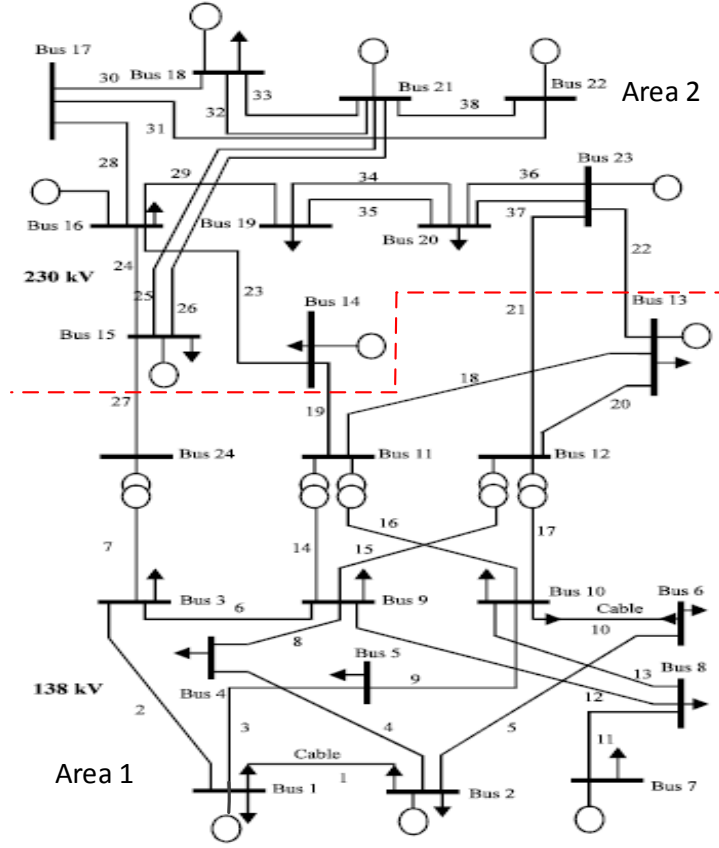 Bus 17
30
Bus 18
33
32
Bus 21
38
Bus 22
Area 2
31
28
29
34
36
Bus 23
35
37
Bus 16
Bus 19
Bus 20
24
22
230 kV
25
26
23
21
Bus 14
Bus 13
Bus 15
18
27
19
20
Bus 24
Bus 11
Bus 12
16
17
7
14
15
Bus 3
6
Bus 9
Bus 10
Cable
10
Bus 6
8
Bus 5
13
Bus 8
138 kV
Bus 4
9
12
2
3
4
5
11
Area 1
Cable
1
Bus 1
Bus 2
Bus 7